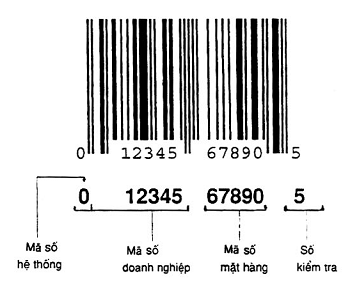 0 12345 67890 5
0 12345 67890 5
Mã số hệ thống
Mã số doanh nghiệp
Mã số mặt hàng
Số kiểm tra